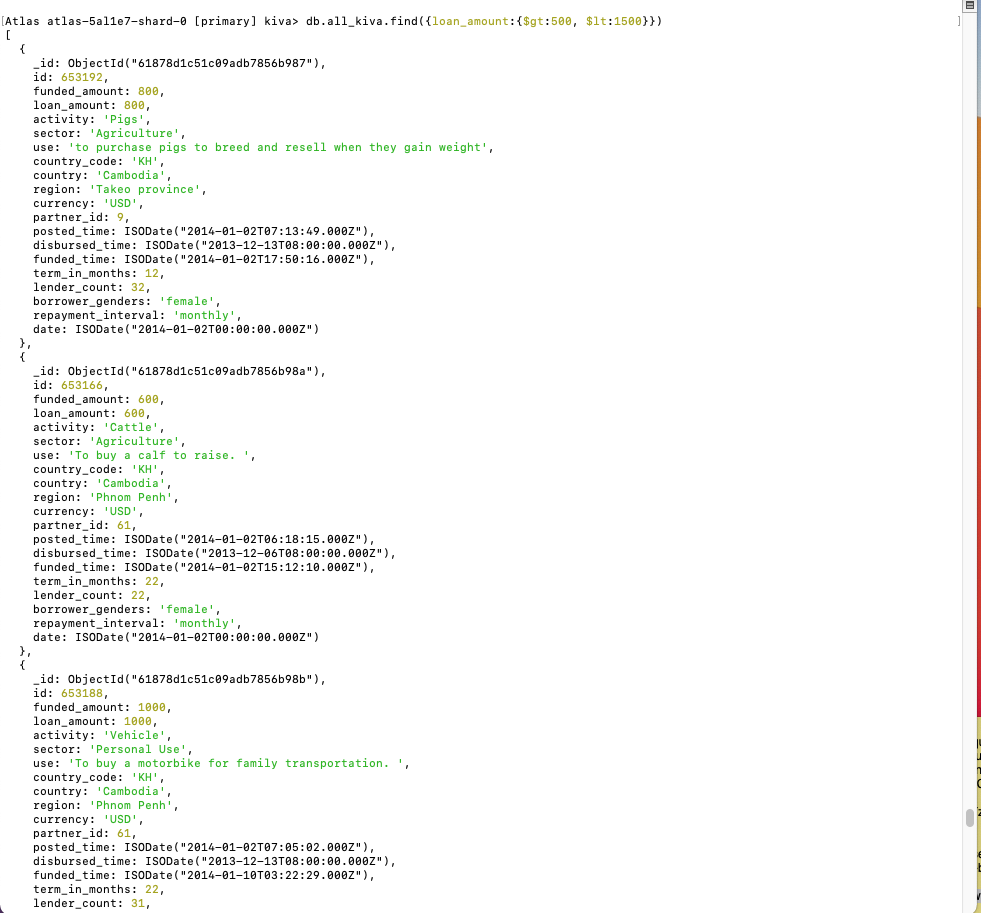 [Atlas atlas-5al1e7-shard-0 [primary] kiva> db.all_kiva.find({loan_amount:{$gt:500, $lt:1500}}) ]
[
{
_id: ObjectId("61878d1c51c09adb7856b987"),
id: 653192,
funded_amount: 800,
loan_amount: 800,
activity: 'Pigs',
sector: 'Agriculture',
use: 'to purchase pigs to breed and resell when they gain weight',
country_code: 'KH',
country: 'Cambodia',
region: 'Takeo province',
currency: 'USD',
partner_id: 9,
posted_time: ISODate("2014-01-02T07:13:49.000Z"),
disbursed_time: ISODate("2013-12-13T08:00:00.000Z"),
funded_time: ISODate("2014-01-02T17:50:16.000Z"),
term_in_months: 12,
lender_count: 32,
borrower_genders: 'female',
repayment_interval: 'monthly',
date: ISODate("2014-01-02T00:00:00.000Z")
},
{
_id: ObjectId("61878d1c51c09adb7856b98a"),
id: 653166,
funded_amount: 600,
loan_amount: 600,
activity: 'Cattle',
sector: 'Agriculture',
use: 'To buy a calf to raise. ',
country_code: 'KH',
country: 'Cambodia',
region: 'Phnom Penh',
currency: 'USD',
partner_id: 61,
posted_time: ISODate("2014-01-02T06:18:15.000Z"),
disbursed_time: ISODate("2013-12-06T08:00:00.000Z"),
funded_time: ISODate("2014-01-02T15:12:10.000Z"),
term_in_months: 22,
lender_count: 22,
borrower_genders: 'female',
repayment_interval: 'monthly',
date: ISODate("2014-01-02T00:00:00.000Z")
},
{
_id: ObjectId("61878d1c51c09adb7856b98b"),
id: 653188,
funded_amount: 1000,
loan_amount: 1000,
activity: 'Vehicle',
sector: 'Personal Use',
use: 'To buy a motorbike for family transportation. ',
country_code: 'KH',
country: 'Cambodia',
region: 'Phnom Penh',
currency: 'USD',
partner_id: 61,
posted_time: ISODate("2014-01-02T07:05:02.000Z"),
disbursed_time: ISODate("2013-12-13T08:00:00.000Z"),
funded_time: ISODate("2014-01-10T03:22:29.000Z"),
term_in_months: 22,
lender_count: 31,